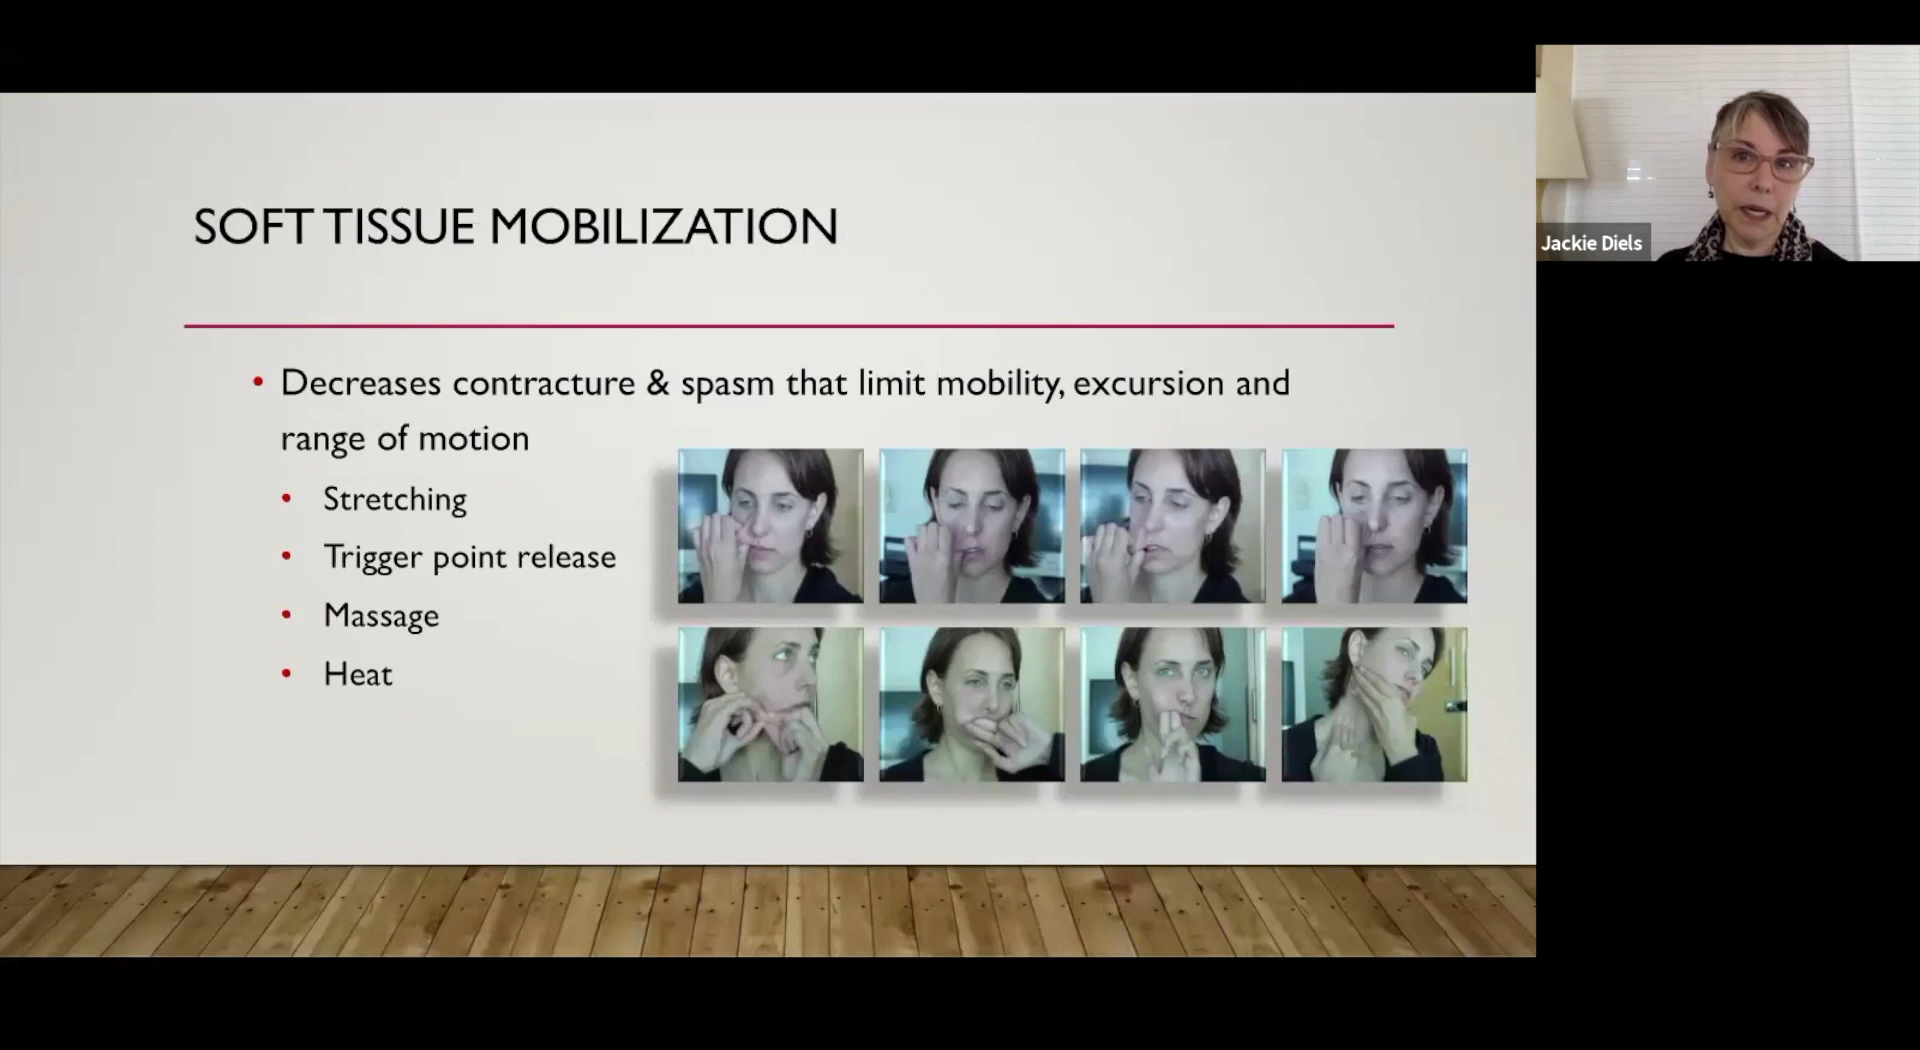 SOFT TISSUE MOBILIZATION
• Decreases contracture & spasm that limit mobility, excursion and
range of motion
• Stretching
• Trigger point release
• Massage
• Heat
Jackie Diels